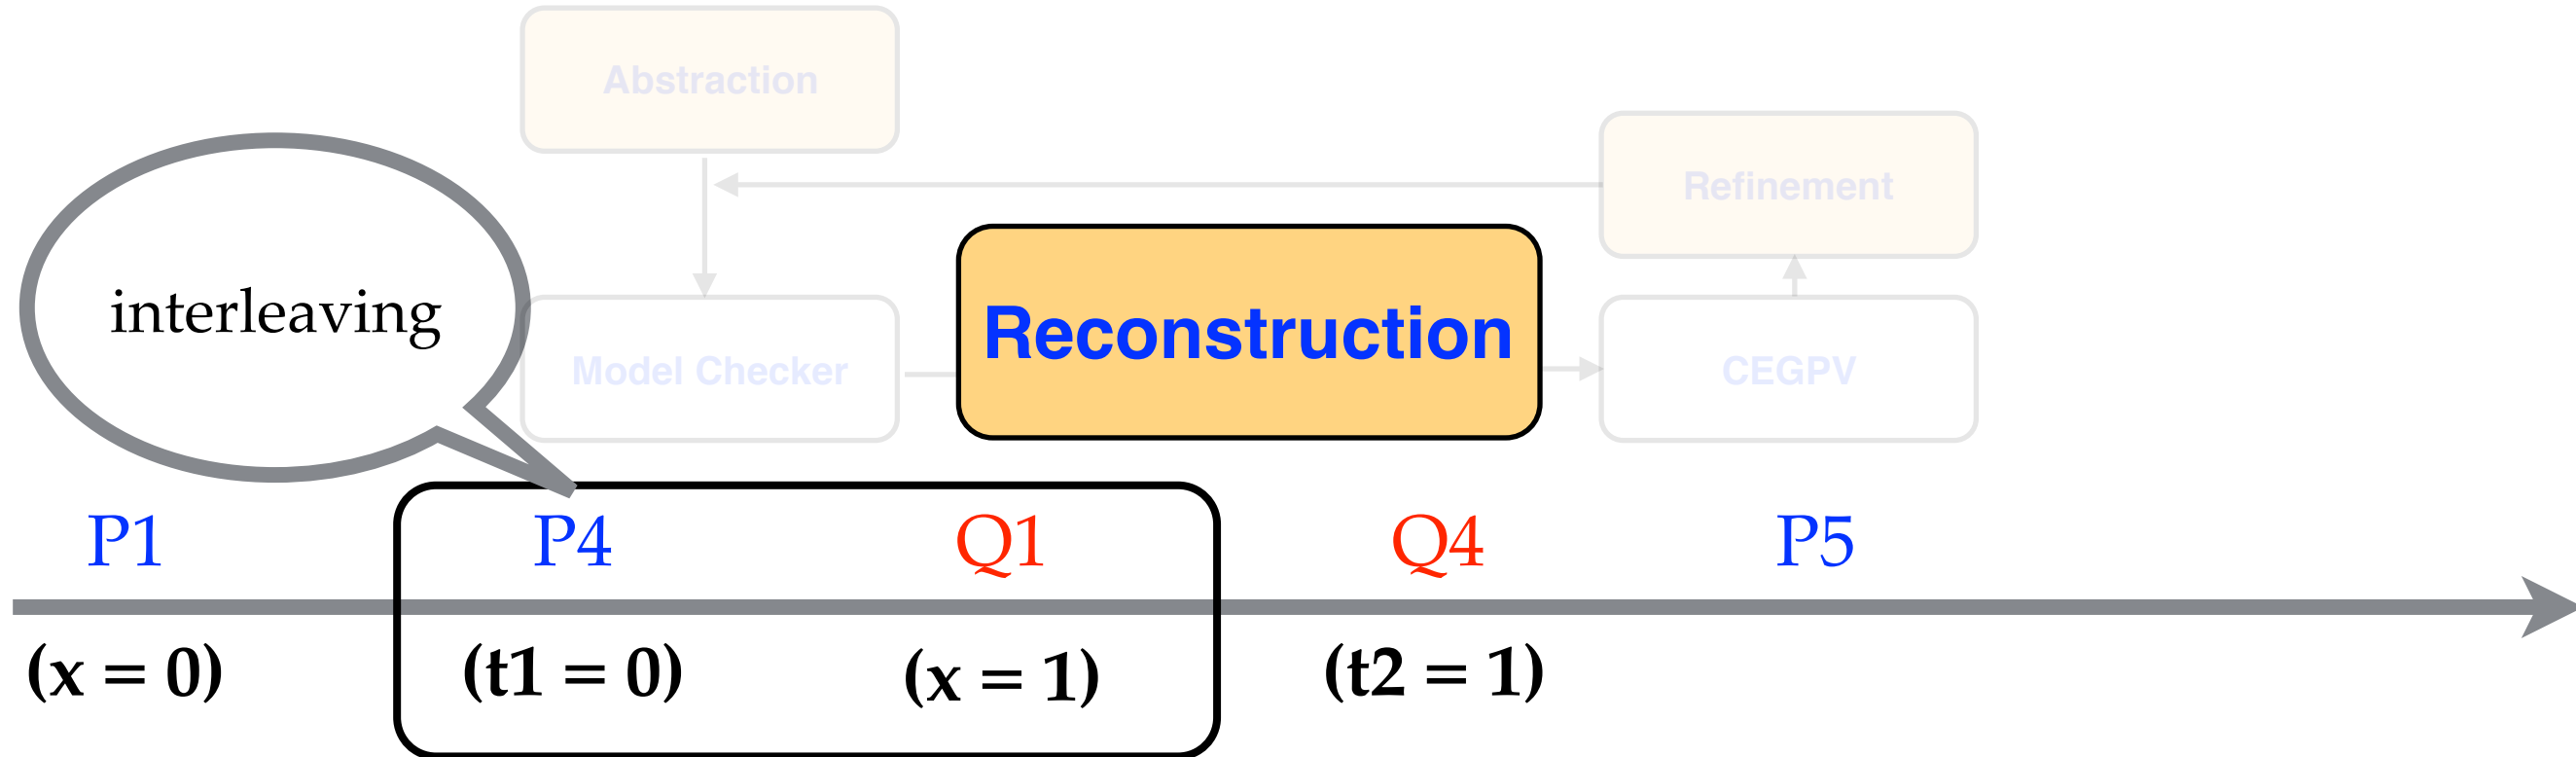 Abstraction
Refinement
interleaving
Model Checker
Reconstruction
CEGPV
P1 P4 Q1 Q4 P5
(x = 0) (t1 = 0) (x = 1) (t2 = 1)